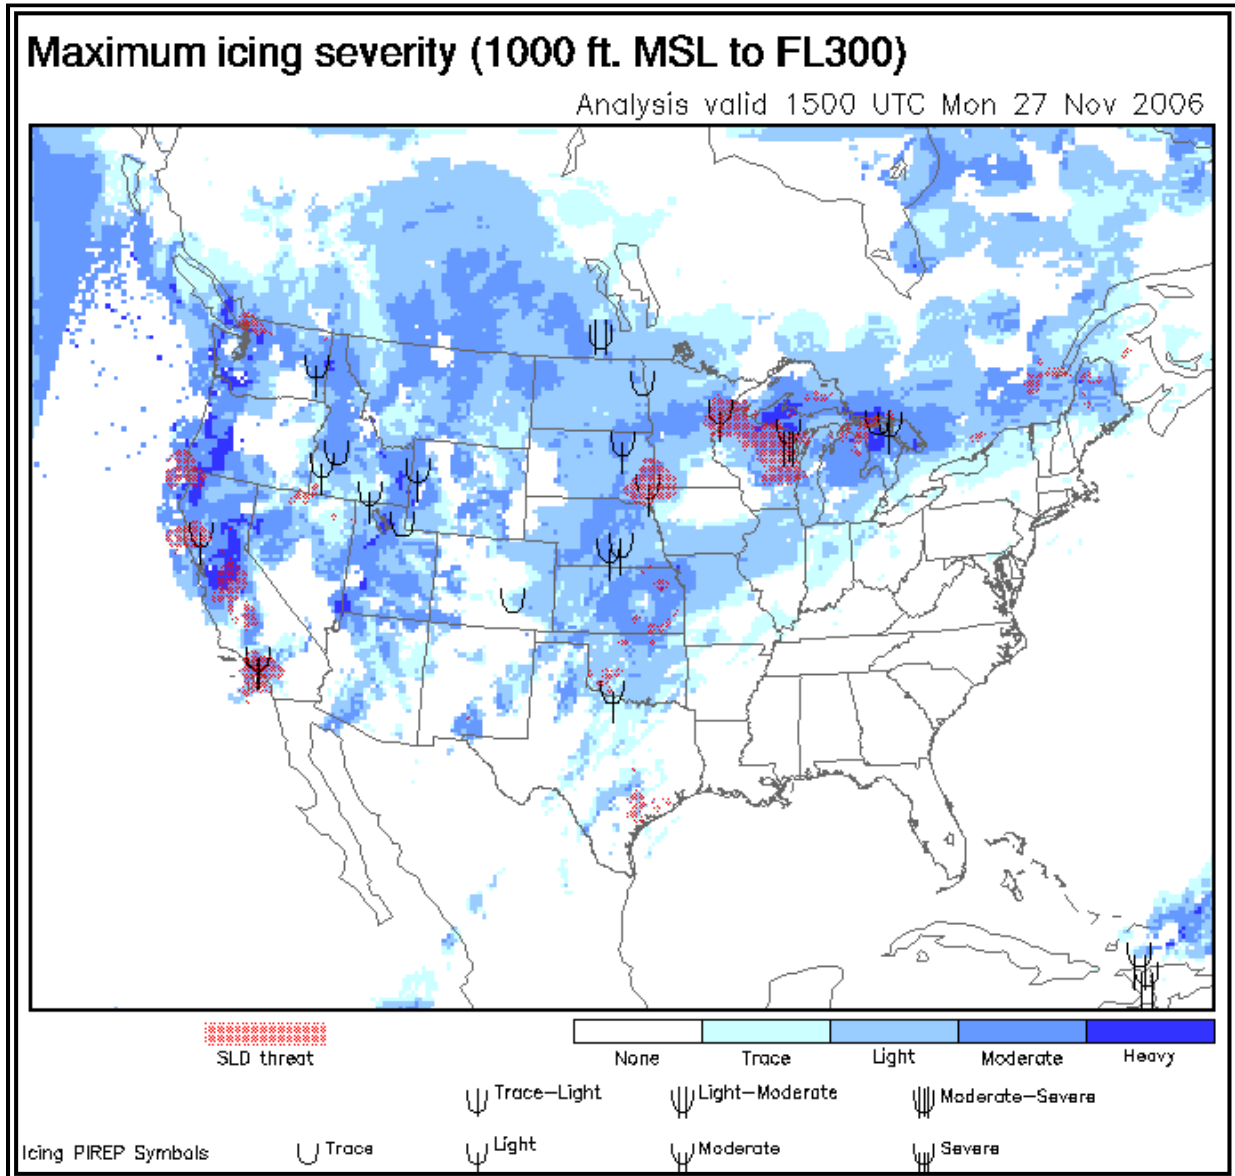 Maximum icing severity (1000 ft. MSL to FL300)
Analysis valid 1500 UTC Mon 27 Nov 2006
SLD threat
None Trace Light Moderate Heavy
Trace-Light Light-Moderate Moderate-Severe
Icing PIREP Symbols Trace Light Moderate Severe